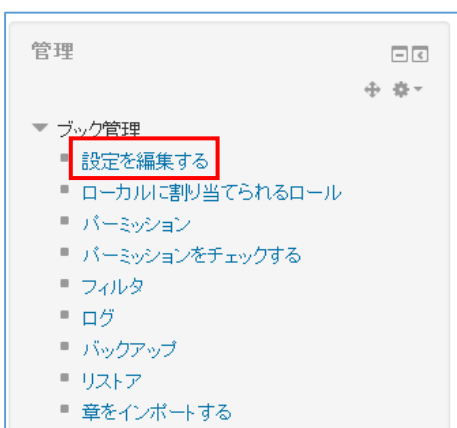 管理
ブック管理
設定を編集する
ローカルに割り当てられるロール
パーミッション
パーミッションをチェックする
フィルタ
ログ
バックアップ
リストア
章をインポートする